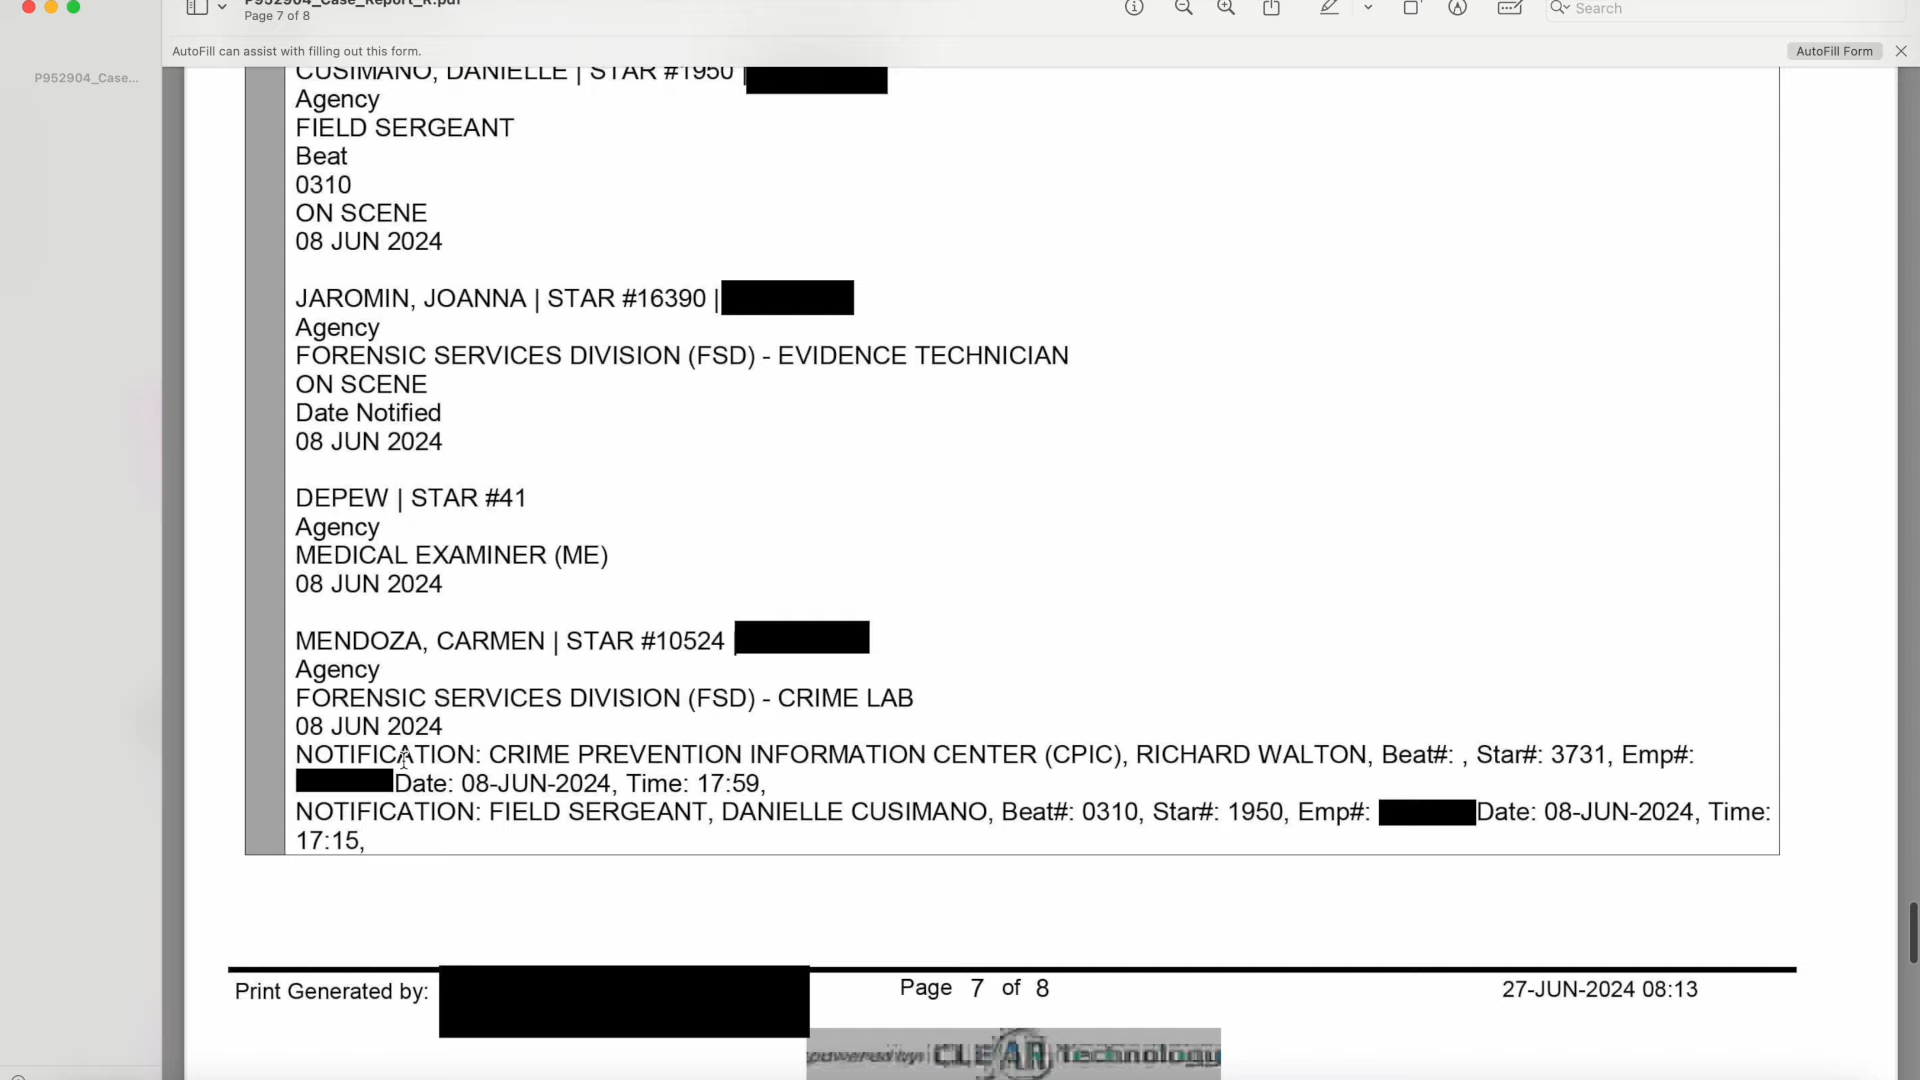 P952904_Case_Report_R.pdf
Page 7 of 8
Search
AutoFill can assist with filling out this form.
AutoFill Form
P952904_Case...
CUSIMANO, DANIELLE | STAR #1950 |
Agency
FIELD SERGEANT
Beat
0310
ON SCENE
08 JUN 2024
JAROMIN, JOANNA | STAR #16390 |
Agency
FORENSIC SERVICES DIVISION (FSD) - EVIDENCE TECHNICIAN
ON SCENE
Date Notified
08 JUN 2024
DEPEW | STAR #41
Agency
MEDICAL EXAMINER (ME)
08 JUN 2024
MENDOZA, CARMEN | STAR #10524 |
Agency
FORENSIC SERVICES DIVISION (FSD) - CRIME LAB
08 JUN 2024
NOTIFICATION: CRIME PREVENTION INFORMATION CENTER (CPIC), RICHARD WALTON, Beat#: , Star#: 3731, Emp#:
Date: 08-JUN-2024, Time: 17:59,
NOTIFICATION: FIELD SERGEANT, DANIELLE CUSIMANO, Beat#: 0310, Star#: 1950, Emp#: Date: 08-JUN-2024, Time:
17:15,
Print Generated by:
Page 7 of 8
27-JUN-2024 08:13
powered by: CLEAR Technology